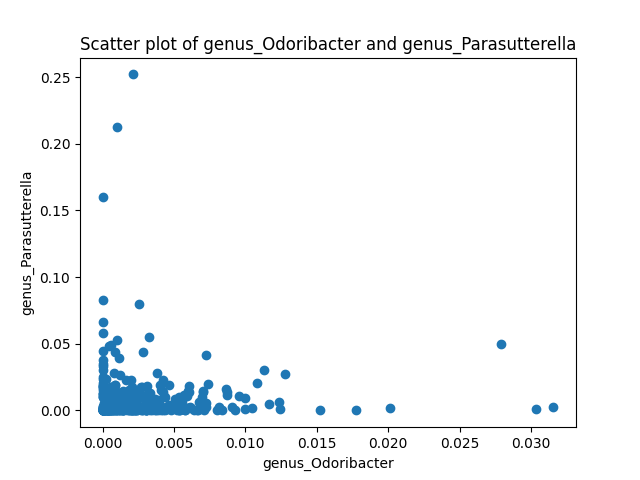 Scatter plot of genus_Odoribacter and genus_Parasutterella
0.25
0.20
0.15
0.10
0.05
0.00
genus_Parasutterella
0.000 0.005 0.010 0.015 0.020 0.025 0.030
genus_Odoribacter